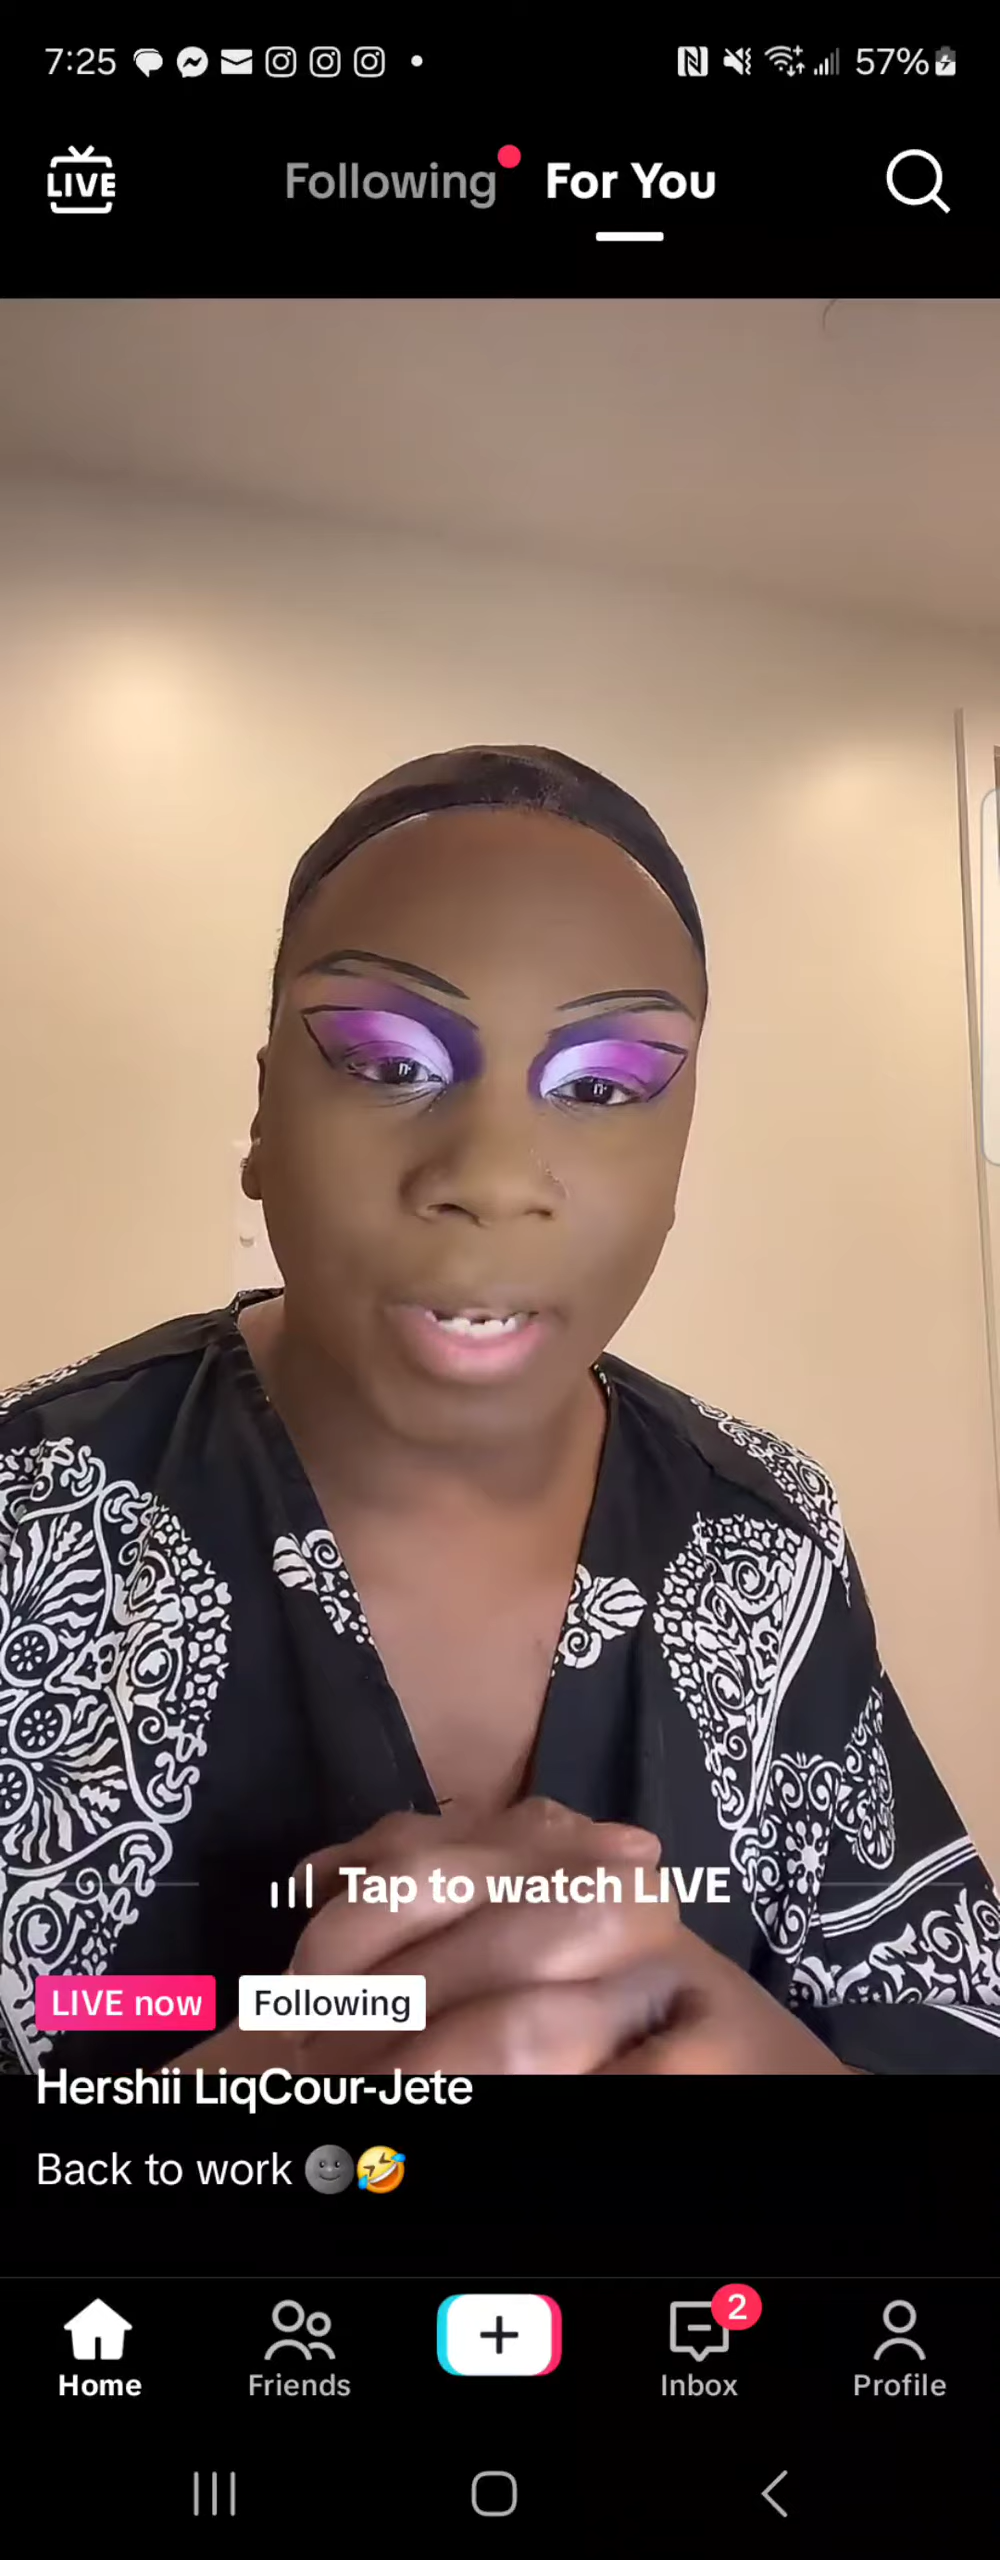 7:25
57%
LIVE
Following
For You
Tap to watch LIVE
LIVE now
Following
Hershii LiqCour-Jete
Back to work 🌚🤣
2
Home
Friends
Inbox
Profile